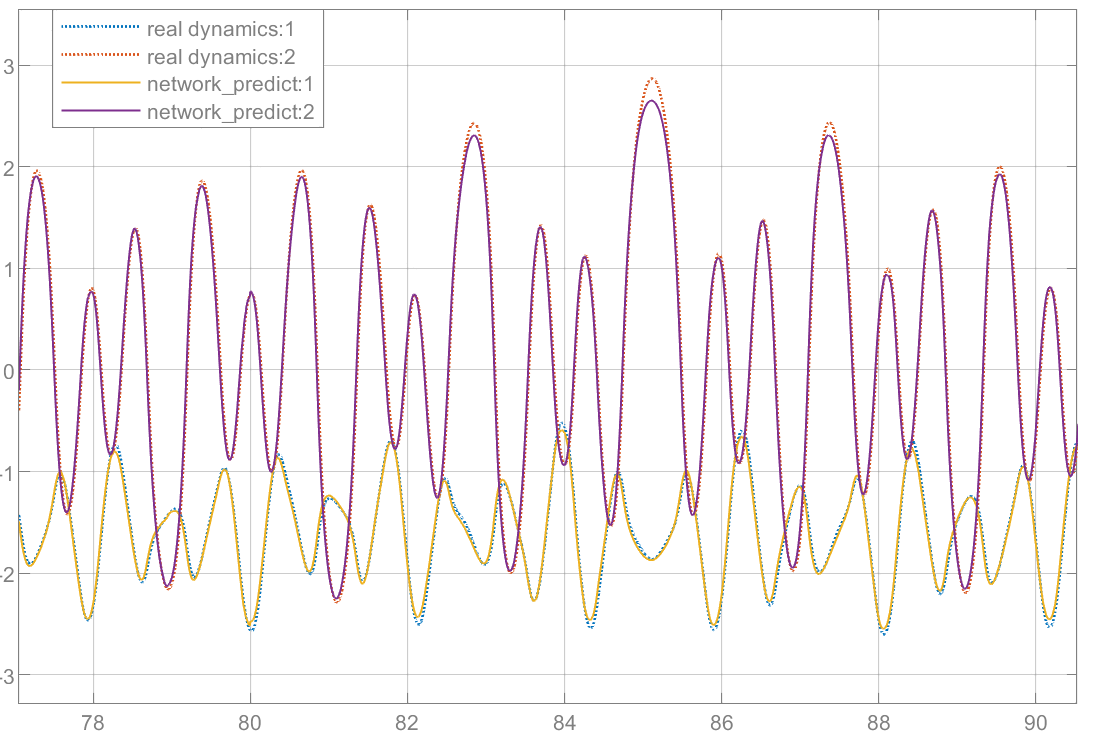 real dynamics:1
real dynamics:2
network_predict:1
network_predict:2
3
2
1
0
-1
-2
-3
78 80 82 84 86 88 90